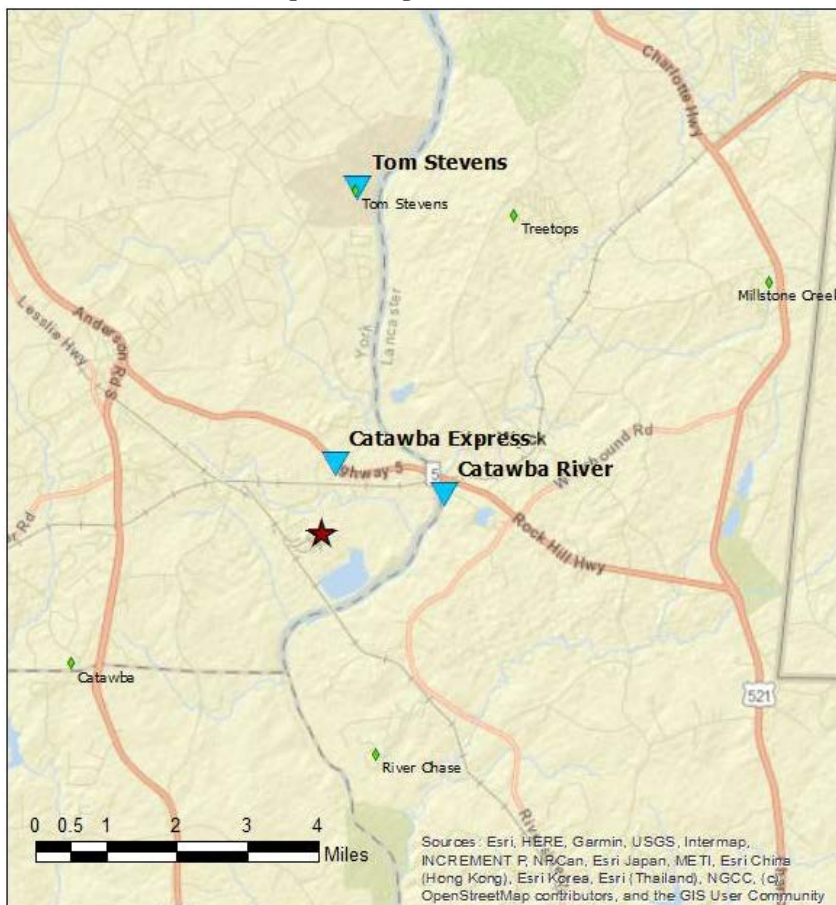 Charlotte Hwy
Tom Stevens
Tom Stevens
Treetops
Millstone Creek
Lesslie Hwy
Anderson Rd S
York
Lancaster
Catawba Express
ghway 5
Rd
5
Catawba River
Rock Hill Hwy
Catawba
521
River Chase
0 0.5 1 2 3 4
Miles
Sources: Esri, HERE, Garmin, USGS, Intermap,
INCREMENT P, NRCan, Esri Japan, METI, Esri China
(Hong Kong), Esri Korea, Esri (Thailand), NGCC, (c)
OpenStreetMap contributors, and the GIS User Community